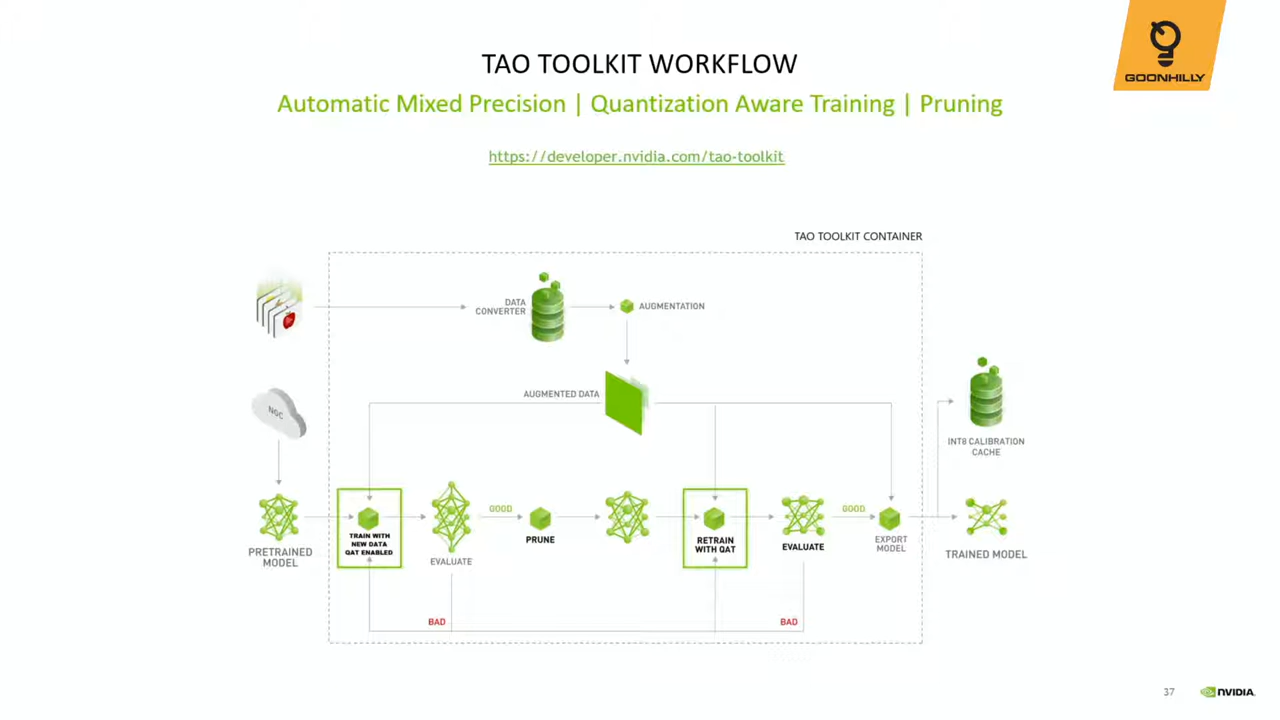 GOONHILLY
TAO TOOLKIT WORKFLOW
Automatic Mixed Precision | Quantization Aware Training | Pruning
https://developer.nvidia.com/tao-toolkit
TAO TOOLKIT CONTAINER
DATA
CONVERTER
AUGMENTATION
AUGMENTED DATA
NGC
INT8 CALIBRATION
CACHE
PRETRAINED
MODEL
TRAIN WITH
NEW DATA
QAT ENABLED
EVALUATE
GOOD
PRUNE
RETRAIN
WITH QAT
EVALUATE
GOOD
EXPORT
MODEL
TRAINED MODEL
BAD
BAD
37
NVIDIA.